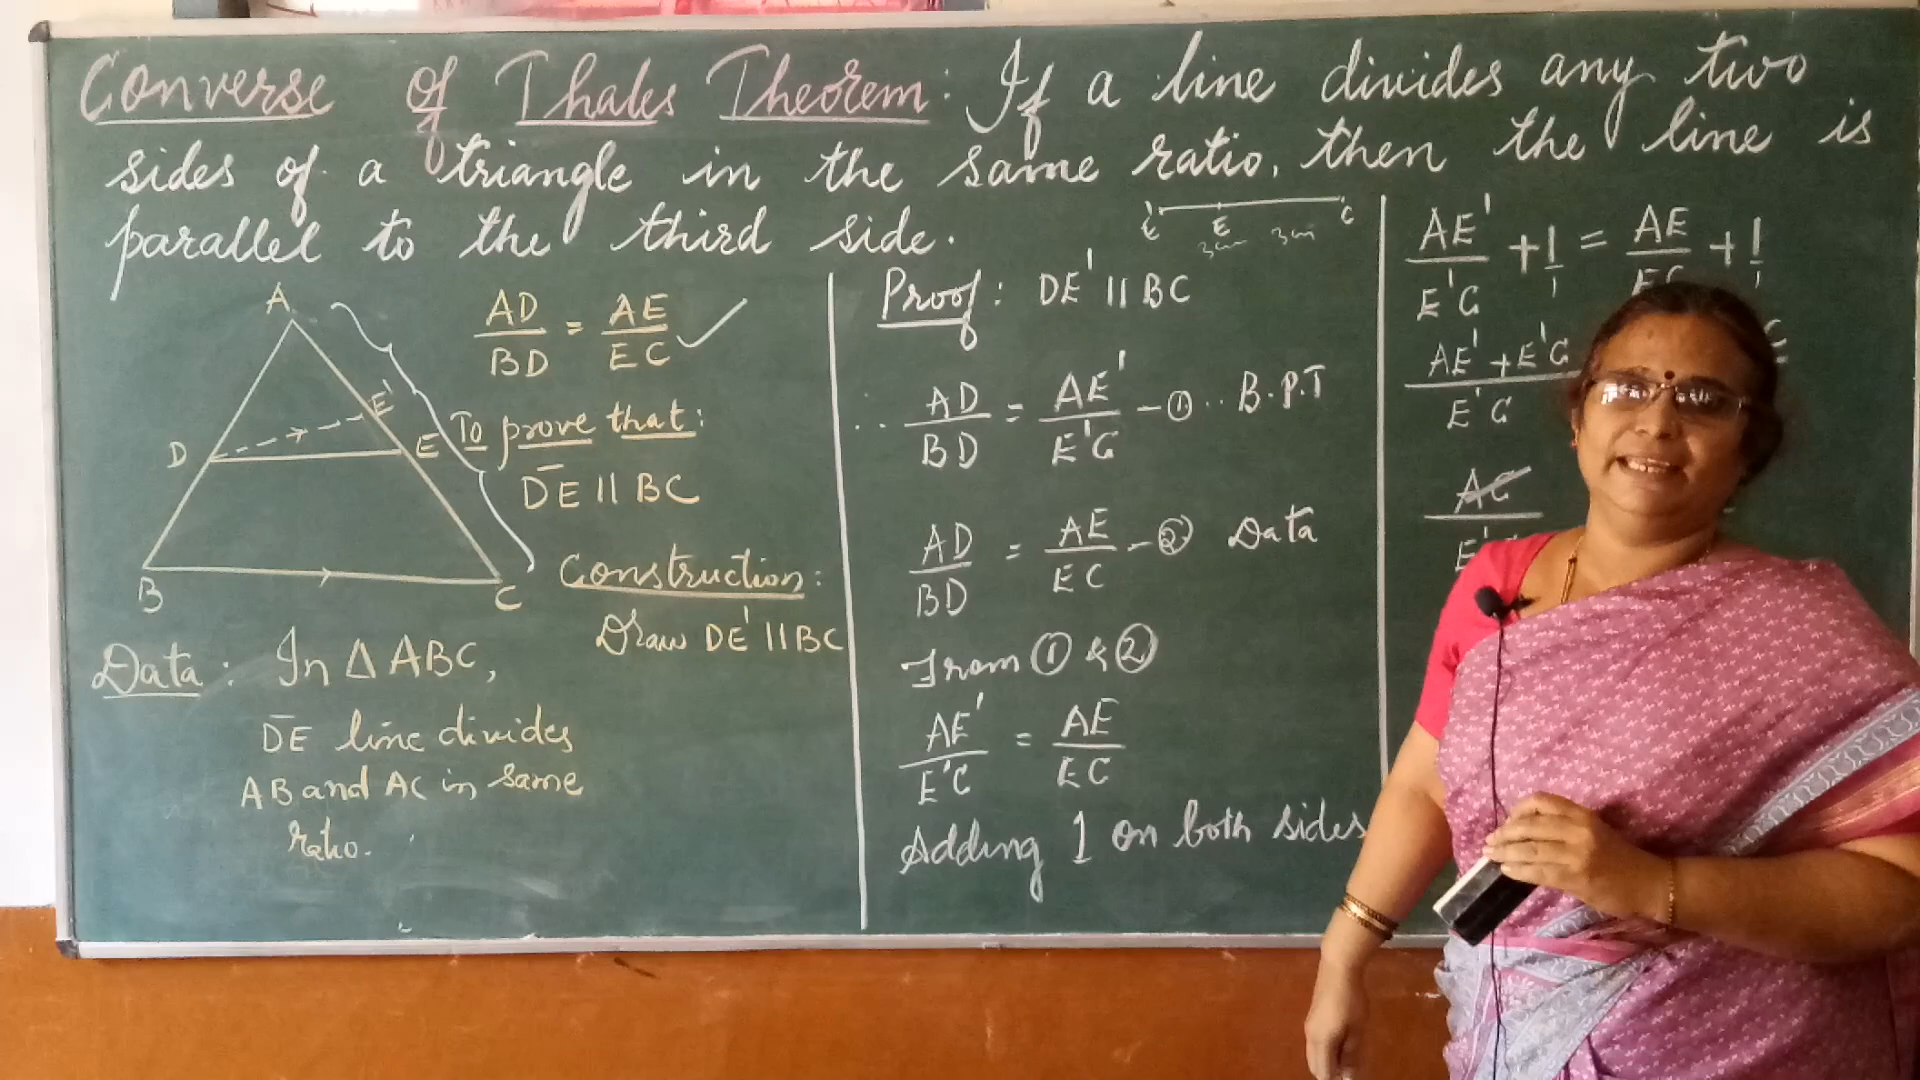 Converse of Thales Theorem: If a line divides any two
sides of a triangle in the same ratio, then the line is
parallel to the third side.
A
D
E'
E
B
C
AD/BD = AE/EC ✓
To prove that:
DE || BC
Construction:
Draw DE' || BC
Data: In Δ ABC,
DE line divides
AB and AC in same
ratio.
E C
3cm 3cm
Proof: DE' || BC
AD/BD = AE'/E'C - ① .. B.P.T
AD/BD = AE/EC - ② Data
From ① & ②
AE'/E'C = AE/EC
Adding 1 on both sides
AE'/E'C + 1/1 = AE/EC + 1/1
AE' + E'C
E'C
AC